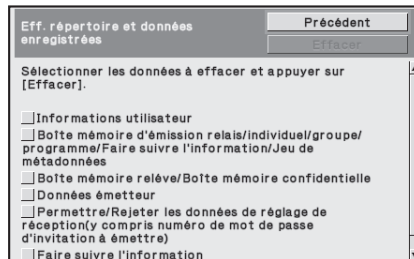 Eff. répertoire et données
enregistrées
Précédent
Effacer
Sélectionner les données à effacer et appuyer sur
[Effacer].
Informations utilisateur
Boîte mémoire d'émission relais/individuel/groupe/
programme/Faire suivre l'information/Jeu de
métadonnées
Boîte mémoire relève/Boîte mémoire confidentielle
Données émetteur
Permettre/Rejeter les données de réglage de
réception(y compris numéro de mot de passe
d'invitation à émettre)
Faire suivre l'information